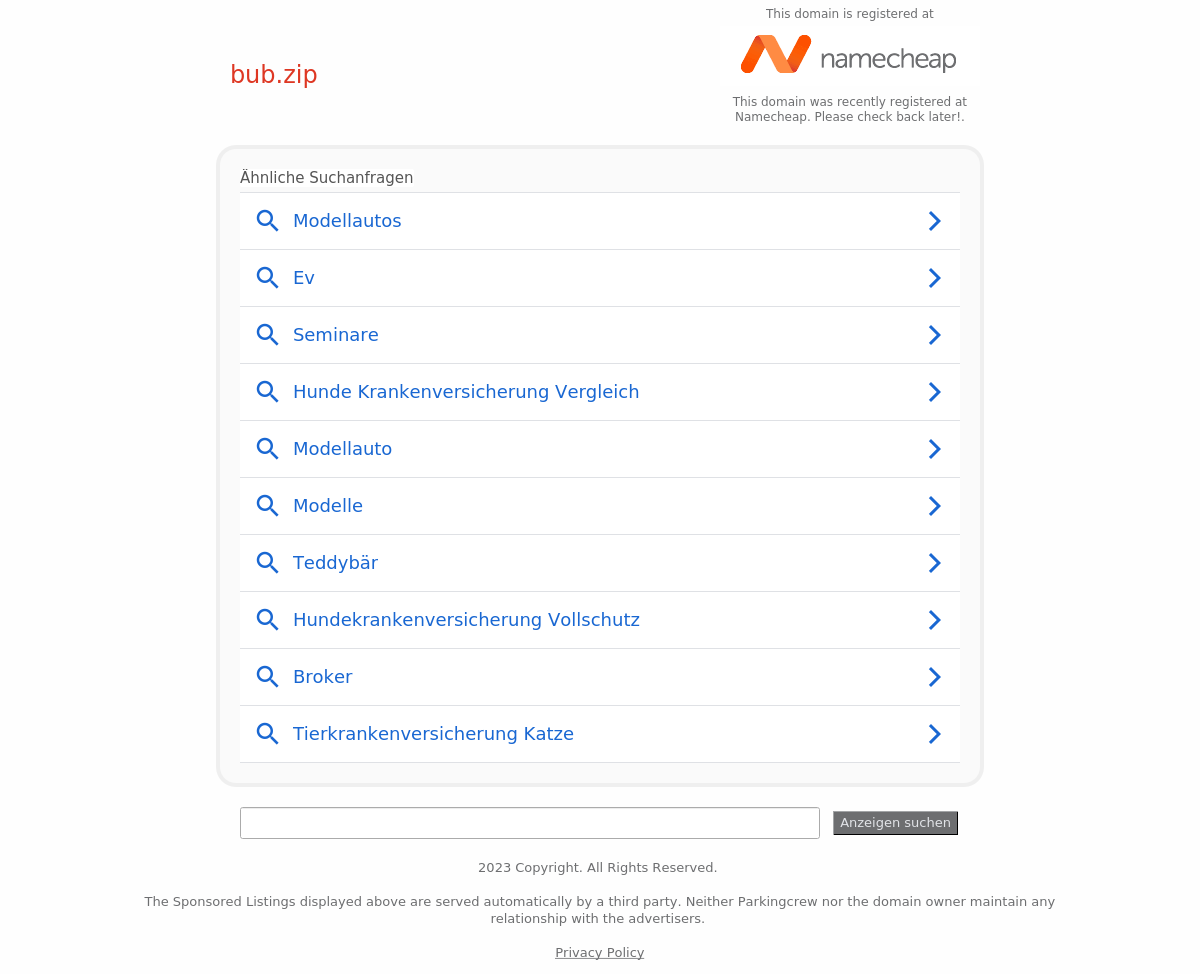 This domain is registered at
namecheap
bub.zip
This domain was recently registered at
Namecheap. Please check back later!.
Ähnliche Suchanfragen
Modellautos
Ev
Seminare
Hunde Krankenversicherung Vergleich
Modellauto
Modelle
Teddybär
Hundekrankenversicherung Vollschutz
Broker
Tierkrankenversicherung Katze
Anzeigen suchen
2023 Copyright. All Rights Reserved.
The Sponsored Listings displayed above are served automatically by a third party. Neither Parkingcrew nor the domain owner maintain any
relationship with the advertisers.
Privacy Policy